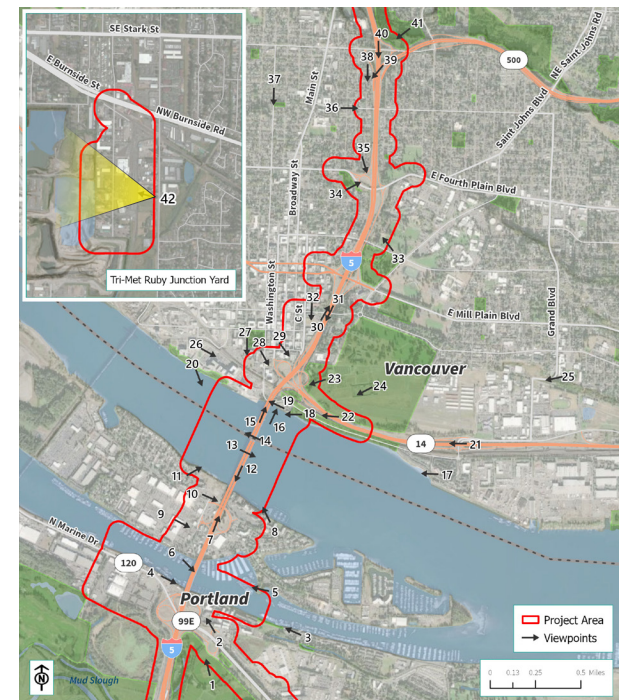 SE Stark St
E Burnside St
NW Burnside Rd
42
Tri-Met Ruby Junction Yard
41
40
38
39
500
NE Saint Johns Rd
Saint Johns Blvd
37
Main St
36
35
34
E Fourth Plain Blvd
Broadway St
33
5
Washington St
C St
32
31
30
E Mill Plain Blvd
Grand Blvd
29
28
27
26
20
Vancouver
23
24
25
19
18
22
15
16
14
13
12
14
21
17
11
10
9
7
8
N Marine Dr
120
6
4
5
Portland
99E
3
2
5
1
Mud Slough
N
Project Area
Viewpoints
0 0.13 0.25 0.5 Miles